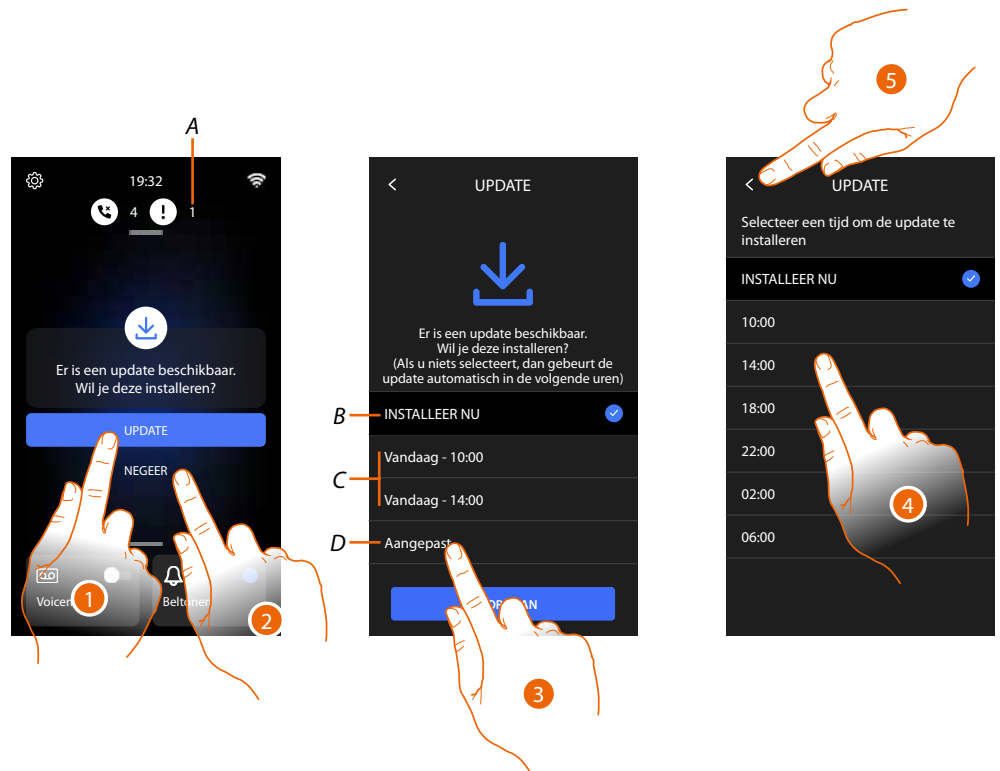 A
19:32
4
1
Er is een update beschikbaar.
Wil je deze installeren?
UPDATE
NEGEER
Beltonen
1
2
UPDATE
Er is een update beschikbaar.
Wil je deze installeren?
(Als u niets selecteert, dan gebeurt de
update automatisch in de volgende uren)
B
INSTALLEER NU
C
Vandaag - 10:00
Vandaag - 14:00
D
Aangepast
3
5
UPDATE
Selecteer een tijd om de update te
installeren
INSTALLEER NU
10:00
14:00
18:00
22:00
02:00
06:00
4